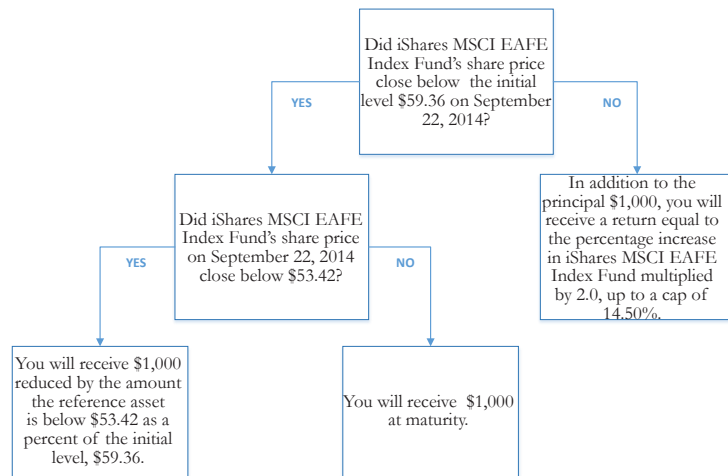 Did iShares MSCI EAFE
Index Fund's share price
close below the initial
level $59.36 on September
22, 2014?
YES
NO
Did iShares MSCI EAFE
Index Fund's share price
on September 22, 2014
close below $53.42?
In addition to the
principal $1,000, you will
receive a return equal to
the percentage increase
in iShares MSCI EAFE
Index Fund multiplied
by 2.0, up to a cap of
14.50%.
YES
NO
You will receive $1,000
reduced by the amount
the reference asset
is below $53.42 as a
percent of the initial
level, $59.36.
You will receive $1,000
at maturity.